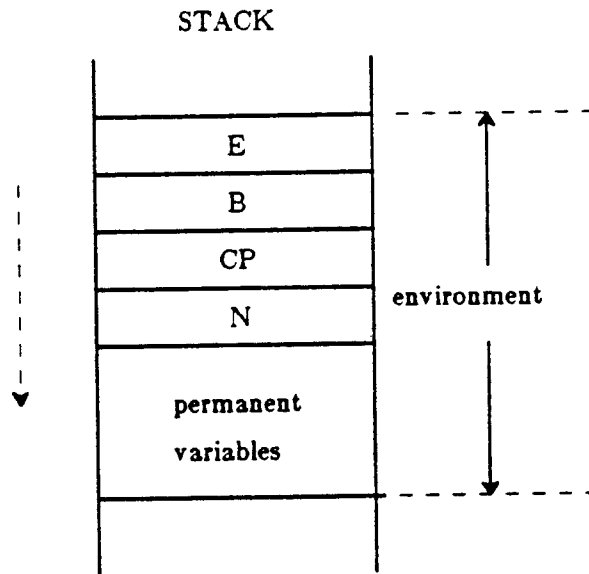 STACK
E
B
CP
N
environment
permanent
variables